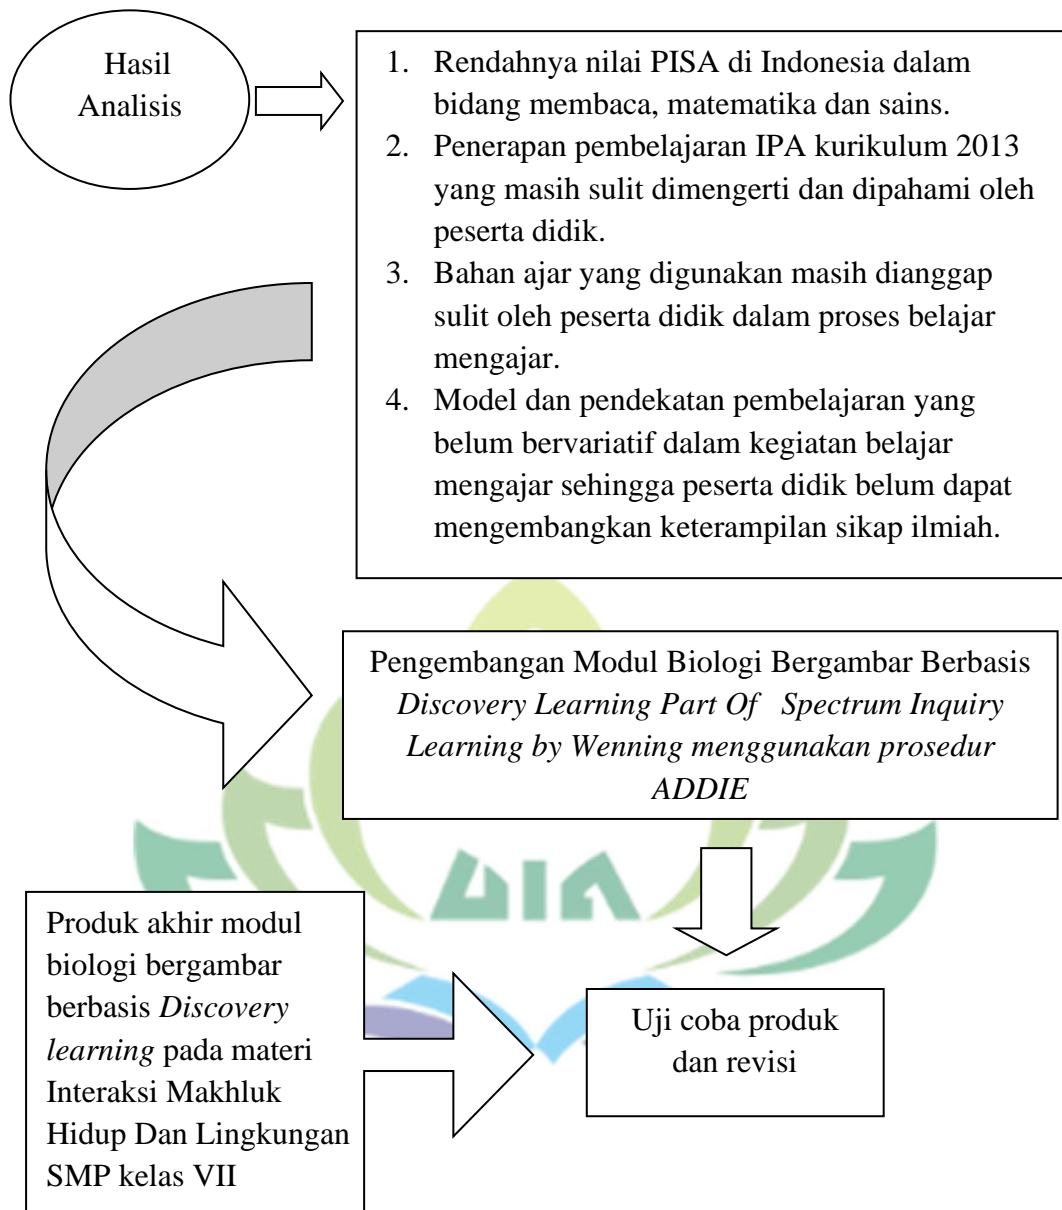 Hasil
Analisis
1. Rendahnya nilai PISA di Indonesia dalam
bidang membaca, matematika dan sains.
2. Penerapan pembelajaran IPA kurikulum 2013
yang masih sulit dimengerti dan dipahami oleh
peserta didik.
3. Bahan ajar yang digunakan masih dianggap
sulit oleh peserta didik dalam proses belajar
mengajar.
4. Model dan pendekatan pembelajaran yang
belum bervariatif dalam kegiatan belajar
mengajar sehingga peserta didik belum dapat
mengembangkan keterampilan sikap ilmiah.
Pengembangan Modul Biologi Bergambar Berbasis
Discovery Learning Part Of Spectrum Inquiry
Learning by Wenning menggunakan prosedur
ADDIE
UIN
Produk akhir modul
biologi bergambar
berbasis Discovery
learning pada materi
Interaksi Makhluk
Hidup Dan Lingkungan
SMP kelas VII
Uji coba produk
dan revisi